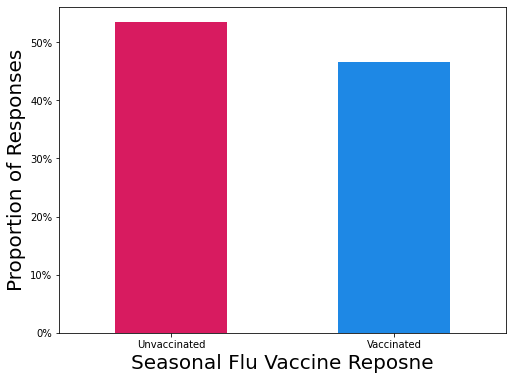 Proportion of Responses
50%
40%
30%
20%
10%
0%
Unvaccinated
Vaccinated
Seasonal Flu Vaccine Reposne